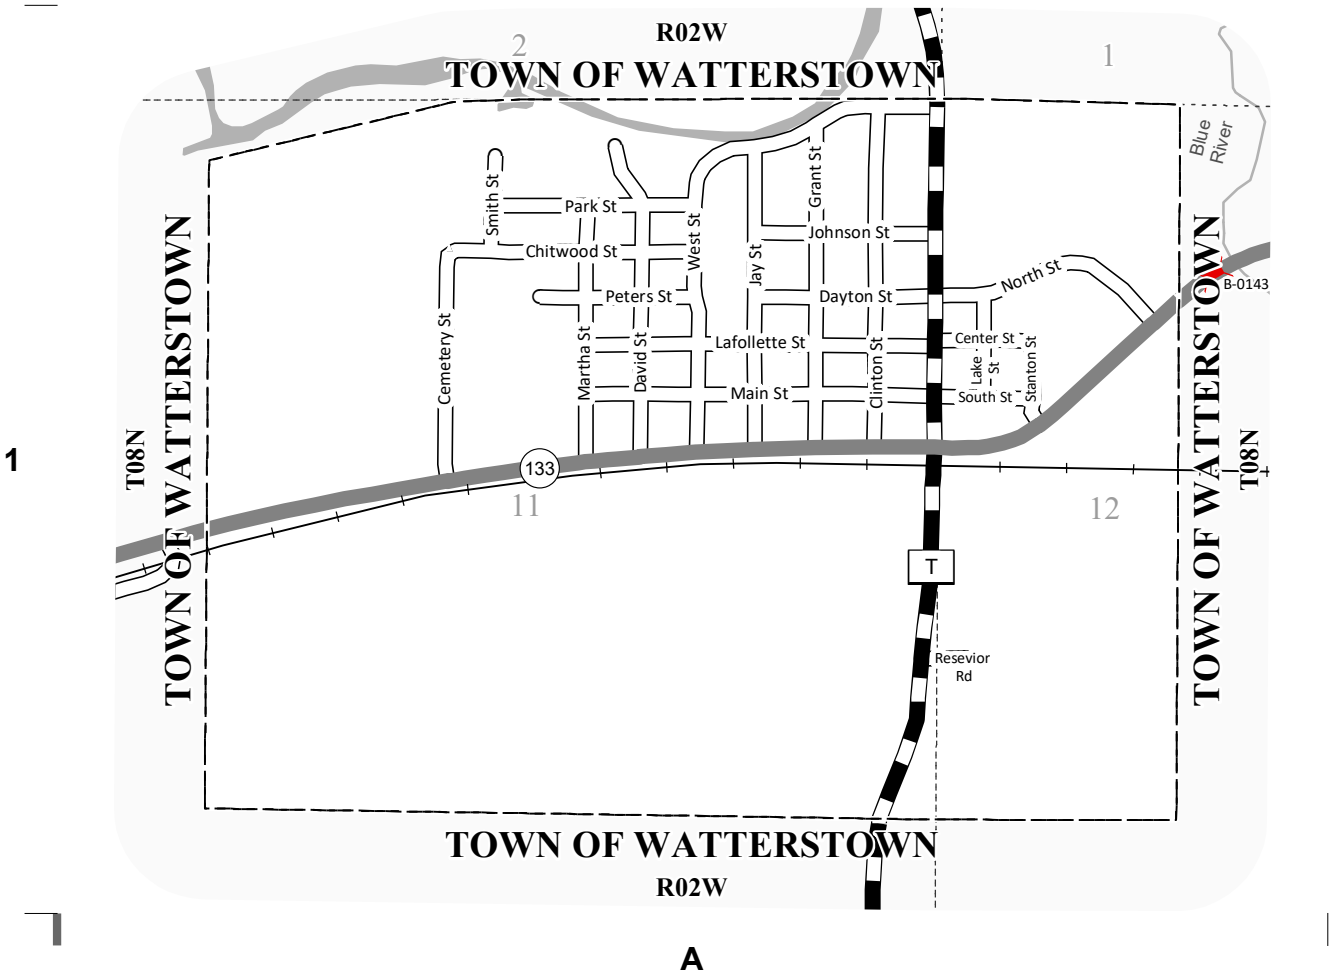 R02W
2
1
TOWN OF WATTERSTOWN
Blue
River
Grant St
Smith St
Park St
West St
Johnson St
Chitwood St
Jay St
North St
B-0143
Peters St
Dayton St
Cemetery St
Martha St
David St
Lafollette St
Clinton St
Center St
Lake
St
Stanton St
Main St
South St
TOWN OF WATTERSTOWN
TOWN OF WATTERSTOWN
T08N
T08N
1
133
11
12
T
Resevior
Rd
TOWN OF WATTERSTOWN
R02W
A